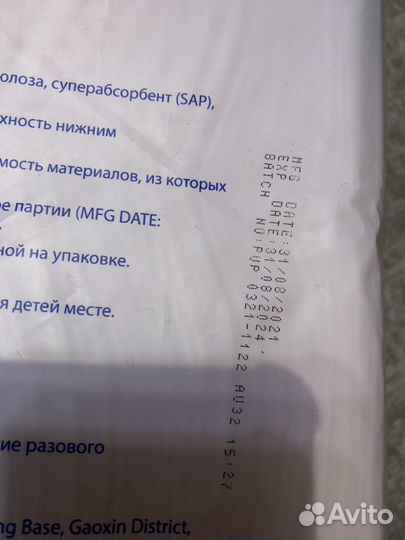 олоза, суперабсорбент (SAP),
хность нижним
мость материалов, из которых
ре партии (MFG DATE:
ной на упаковке.
я детей месте.
ие разового
ng Base, Gaoxin District,
MFG DATE:31/08/2021
EXP DATE:31/08/2024
BATCH NO:PUP 0321-1122 AU32 15:27
Avito